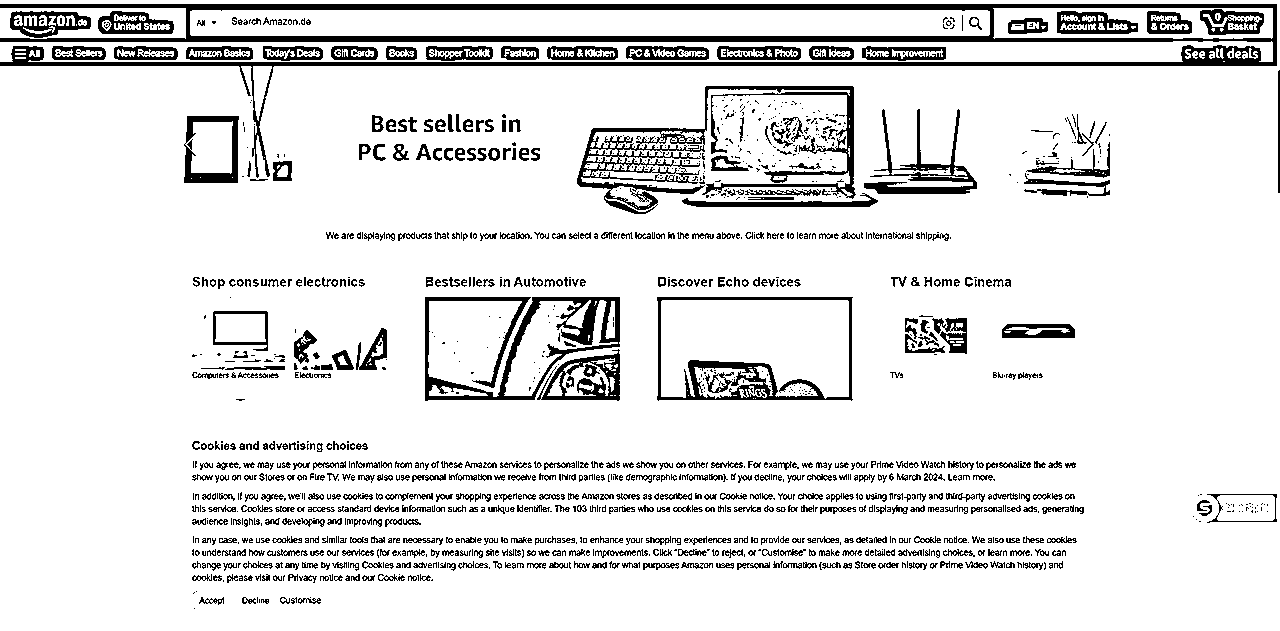 amazon.de
Deliver to
United States
All
Search Amazon.de
EN
Hello, sign in
Account & Lists
Returns
& Orders
0
Shopping-
Basket
All
Best Sellers
New Releases
Amazon Basics
Today's Deals
Gift Cards
Books
Shopper Toolkit
Fashion
Home & Kitchen
PC & Video Games
Electronics & Photo
Gift Ideas
Home Improvement
See all deals
Best sellers in
PC & Accessories
We are displaying products that ship to your location. You can select a different location in the menu above. Click here to learn more about International shipping.
Shop consumer electronics
Bestsellers in Automotive
Discover Echo devices
TV & Home Cinema
KINGS
Computers & Accessories
Electronics
TVs
Blu-ray players
Cookies and advertising choices
If you agree, we may use your personal information from any of these Amazon services to personalize the ads we show you on other services. For example, we may use your Prime Video Watch history to personalize the ads we
show you on our Stores or on Fire TV. We may also use personal information we receive from third parties (like demographic information). If you decline, your choices will apply by 6 March 2024. Learn more.
In addition, if you agree, we'll also use cookies to complement your shopping experience across the Amazon stores as described in our Cookie notice. Your choice applies to using first-party and third-party advertising cookies on
this service. Cookies store or access standard device information such as a unique identifier. The 103 third parties who use cookies on this service do so for their purposes of displaying and measuring personalised ads, generating
audience insights, and developing and improving products.
In any case, we use cookies and similar tools that are necessary to enable you to make purchases, to enhance your shopping experiences and to provide our services, as detailed in our Cookie notice. We also use these cookies
to understand how customers use our services (for example, by measuring site visits) so we can make improvements. Click "Decline" to reject, or "Customise" to make more detailed advertising choices, or learn more. You can
change your choices at any time by visiting Cookies and advertising choices. To learn more about how and for what purposes Amazon uses personal information (such as Store order history or Prime Video Watch history) and
cookies, please visit our Privacy notice and our Cookie notice.
Accept
Decline
Customise